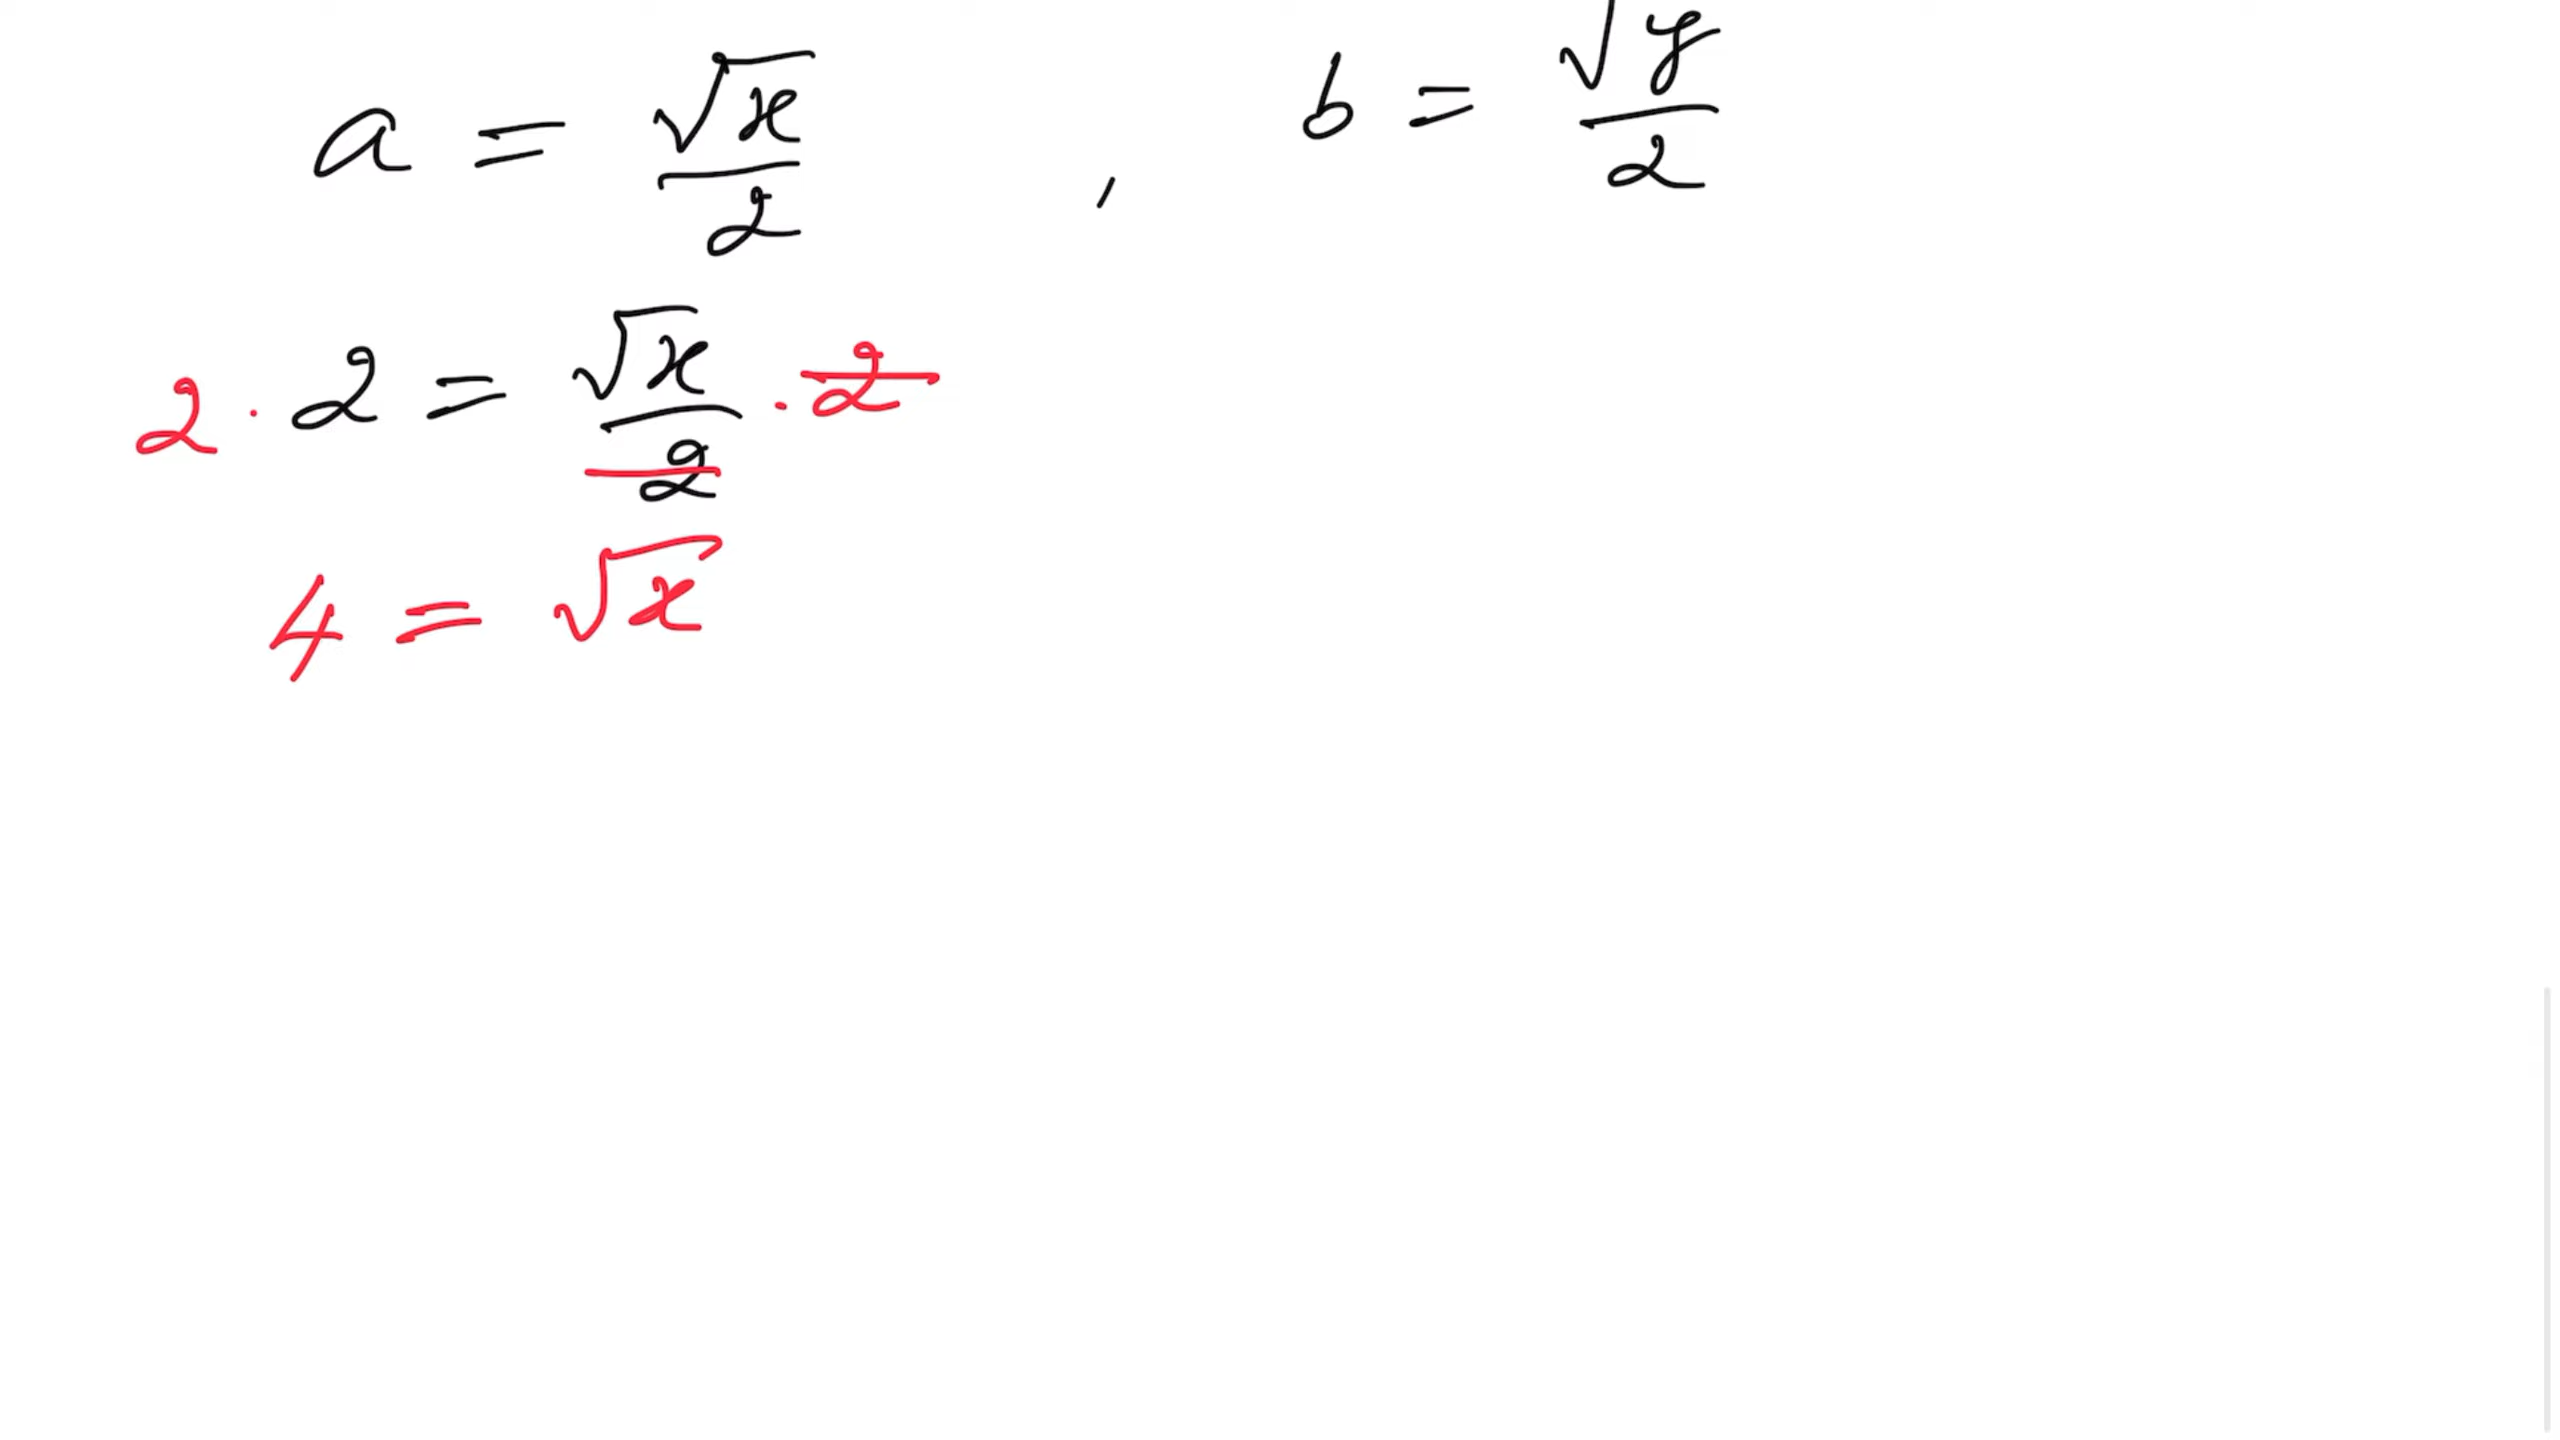 a = √x/2 , b = √y/2
2 · 2 = √x/2 · 2
4 = √x